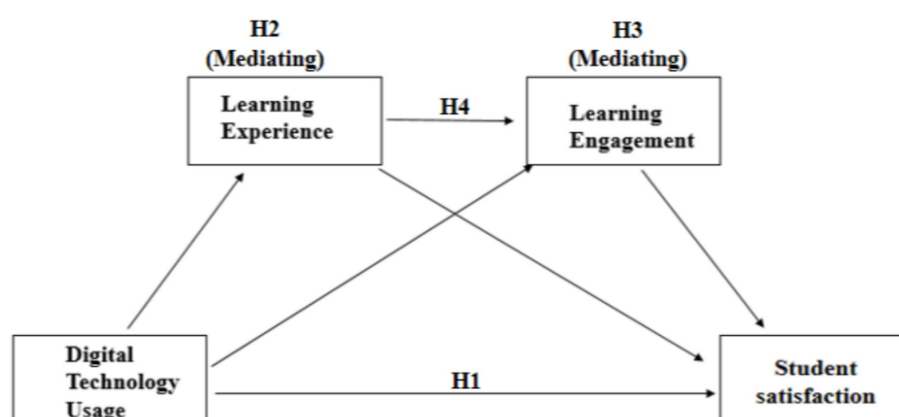 H2
(Mediating)
H3
(Mediating)
Learning
Experience
H4
Learning
Engagement
Digital
Technology
Usage
H1
Student
satisfaction